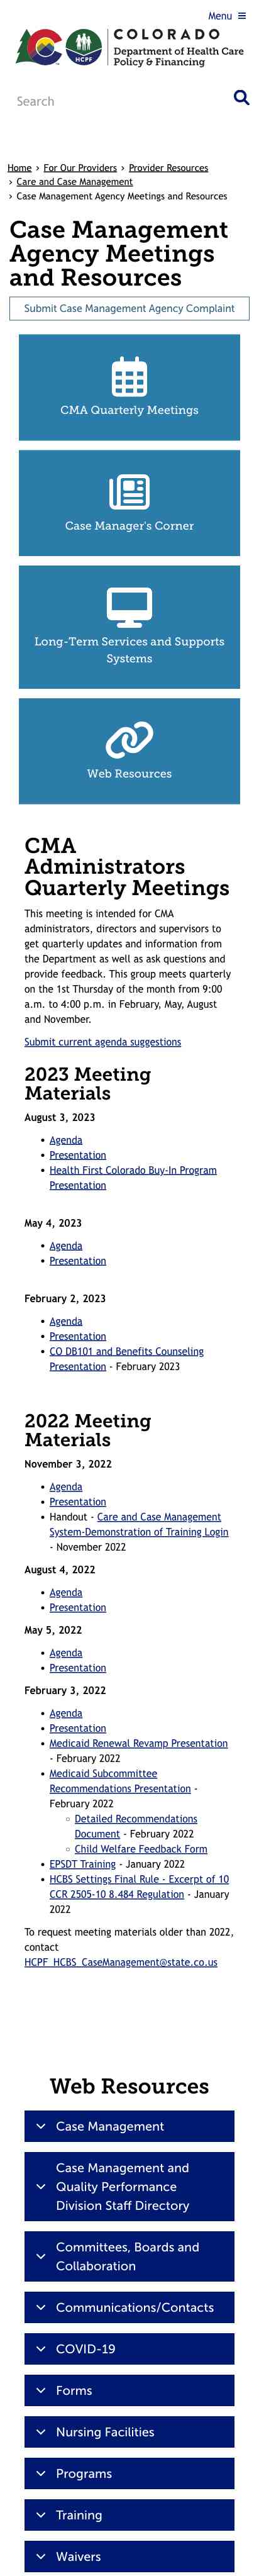 Menu
CO
HCPF
COLORADO
Department of Health Care
Policy & Financing
Search
Home › For Our Providers › Provider Resources
› Care and Case Management
› Case Management Agency Meetings and Resources
Case Management
Agency Meetings
and Resources
Submit Case Management Agency Complaint
CMA Quarterly Meetings
Case Manager's Corner
Long-Term Services and Supports
Systems
Web Resources
CMA
Administrators
Quarterly Meetings
This meeting is intended for CMA
administrators, directors and supervisors to
get quarterly updates and information from
the Department as well as ask questions and
provide feedback. This group meets quarterly
on the 1st Thursday of the month from 9:00
a.m. to 4:00 p.m. in February, May, August
and November.
Submit current agenda suggestions
2023 Meeting
Materials
August 3, 2023
• Agenda
• Presentation
• Health First Colorado Buy-In Program
Presentation
May 4, 2023
• Agenda
• Presentation
February 2, 2023
• Agenda
• Presentation
• CO DB101 and Benefits Counseling
Presentation - February 2023
2022 Meeting
Materials
November 3, 2022
• Agenda
• Presentation
• Handout - Care and Case Management
System-Demonstration of Training Login
- November 2022
August 4, 2022
• Agenda
• Presentation
May 5, 2022
• Agenda
• Presentation
February 3, 2022
• Agenda
• Presentation
• Medicaid Renewal Revamp Presentation
- February 2022
• Medicaid Subcommittee
Recommendations Presentation -
February 2022
○ Detailed Recommendations
Document - February 2022
○ Child Welfare Feedback Form
• EPSDT Training - January 2022
• HCBS Settings Final Rule - Excerpt of 10
CCR 2505-10 8.484 Regulation - January
2022
To request meeting materials older than 2022,
contact
HCPF_HCBS_CaseManagement@state.co.us
Web Resources
Case Management
Case Management and
Quality Performance
Division Staff Directory
Committees, Boards and
Collaboration
Communications/Contacts
COVID-19
Forms
Nursing Facilities
Programs
Training
Waivers